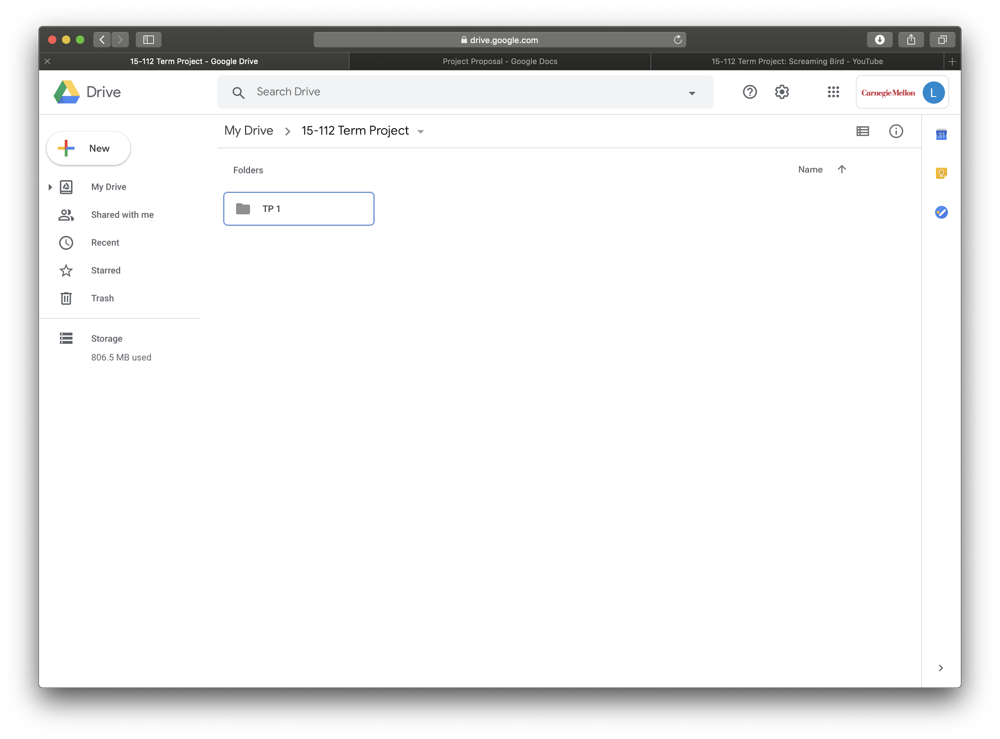 drive.google.com
15-112 Term Project - Google Drive
Project Proposal - Google Docs
15-112 Term Project: Screaming Bird - YouTube
Drive
Search Drive
Carnegie Mellon
L
New
My Drive
Shared with me
Recent
Starred
Trash
Storage
806.5 MB used
My Drive
15-112 Term Project
Folders
Name
TP 1
31